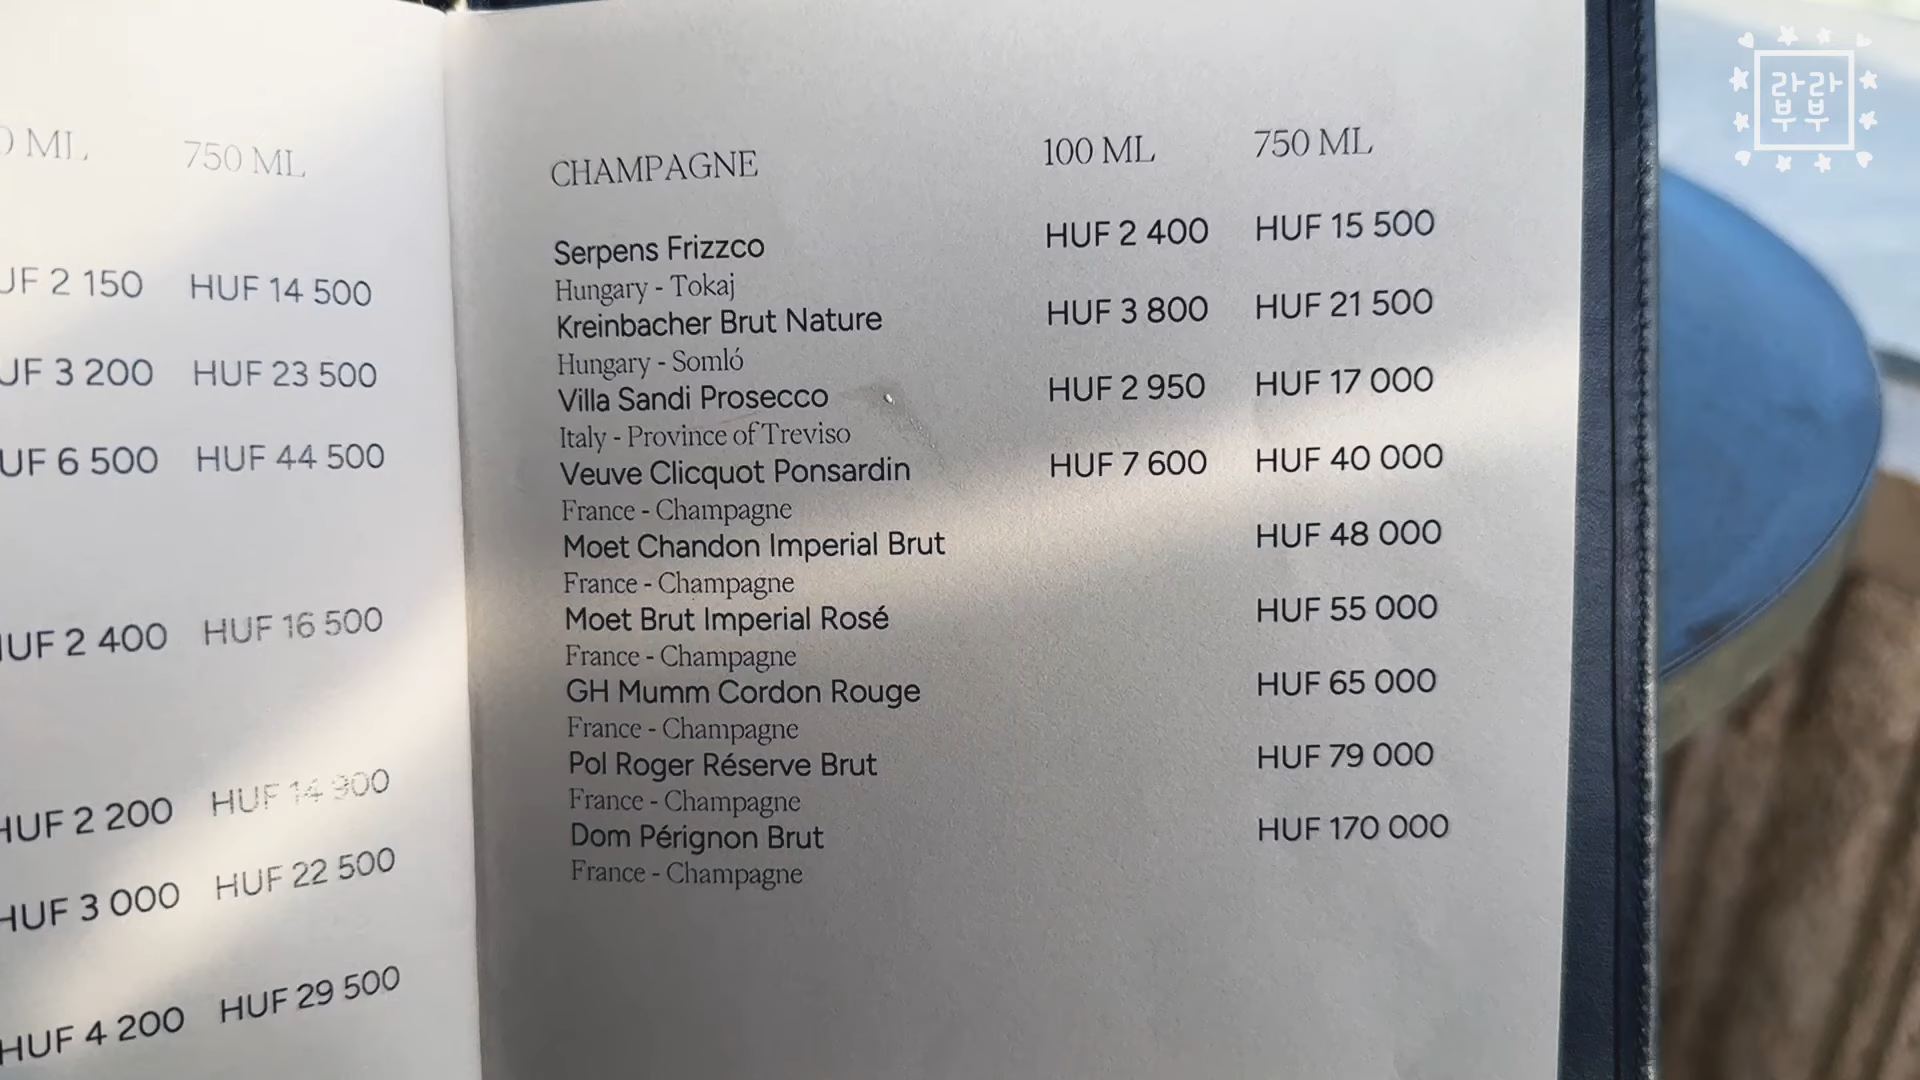 ML
750 ML
2 150 HUF 14 500
3 200 HUF 23 500
6 500 HUF 44 500
HUF 2 400 HUF 16 500
HUF 2 200 HUF 14 900
HUF 3 000 HUF 22 500
HUF 4 200 HUF 29 500
CHAMPAGNE 100 ML 750 ML
Serpens Frizzco HUF 2 400 HUF 15 500
Hungary - Tokaj
Kreinbacher Brut Nature HUF 3 800 HUF 21 500
Hungary - Somló
Villa Sandi Prosecco HUF 2 950 HUF 17 000
Italy - Province of Treviso
Veuve Clicquot Ponsardin HUF 7 600 HUF 40 000
France - Champagne
Moet Chandon Imperial Brut HUF 48 000
France - Champagne
Moet Brut Imperial Rosé HUF 55 000
France - Champagne
GH Mumm Cordon Rouge HUF 65 000
France - Champagne
Pol Roger Réserve Brut HUF 79 000
France - Champagne
Dom Pérignon Brut HUF 170 000
France - Champagne
랍랍
부부